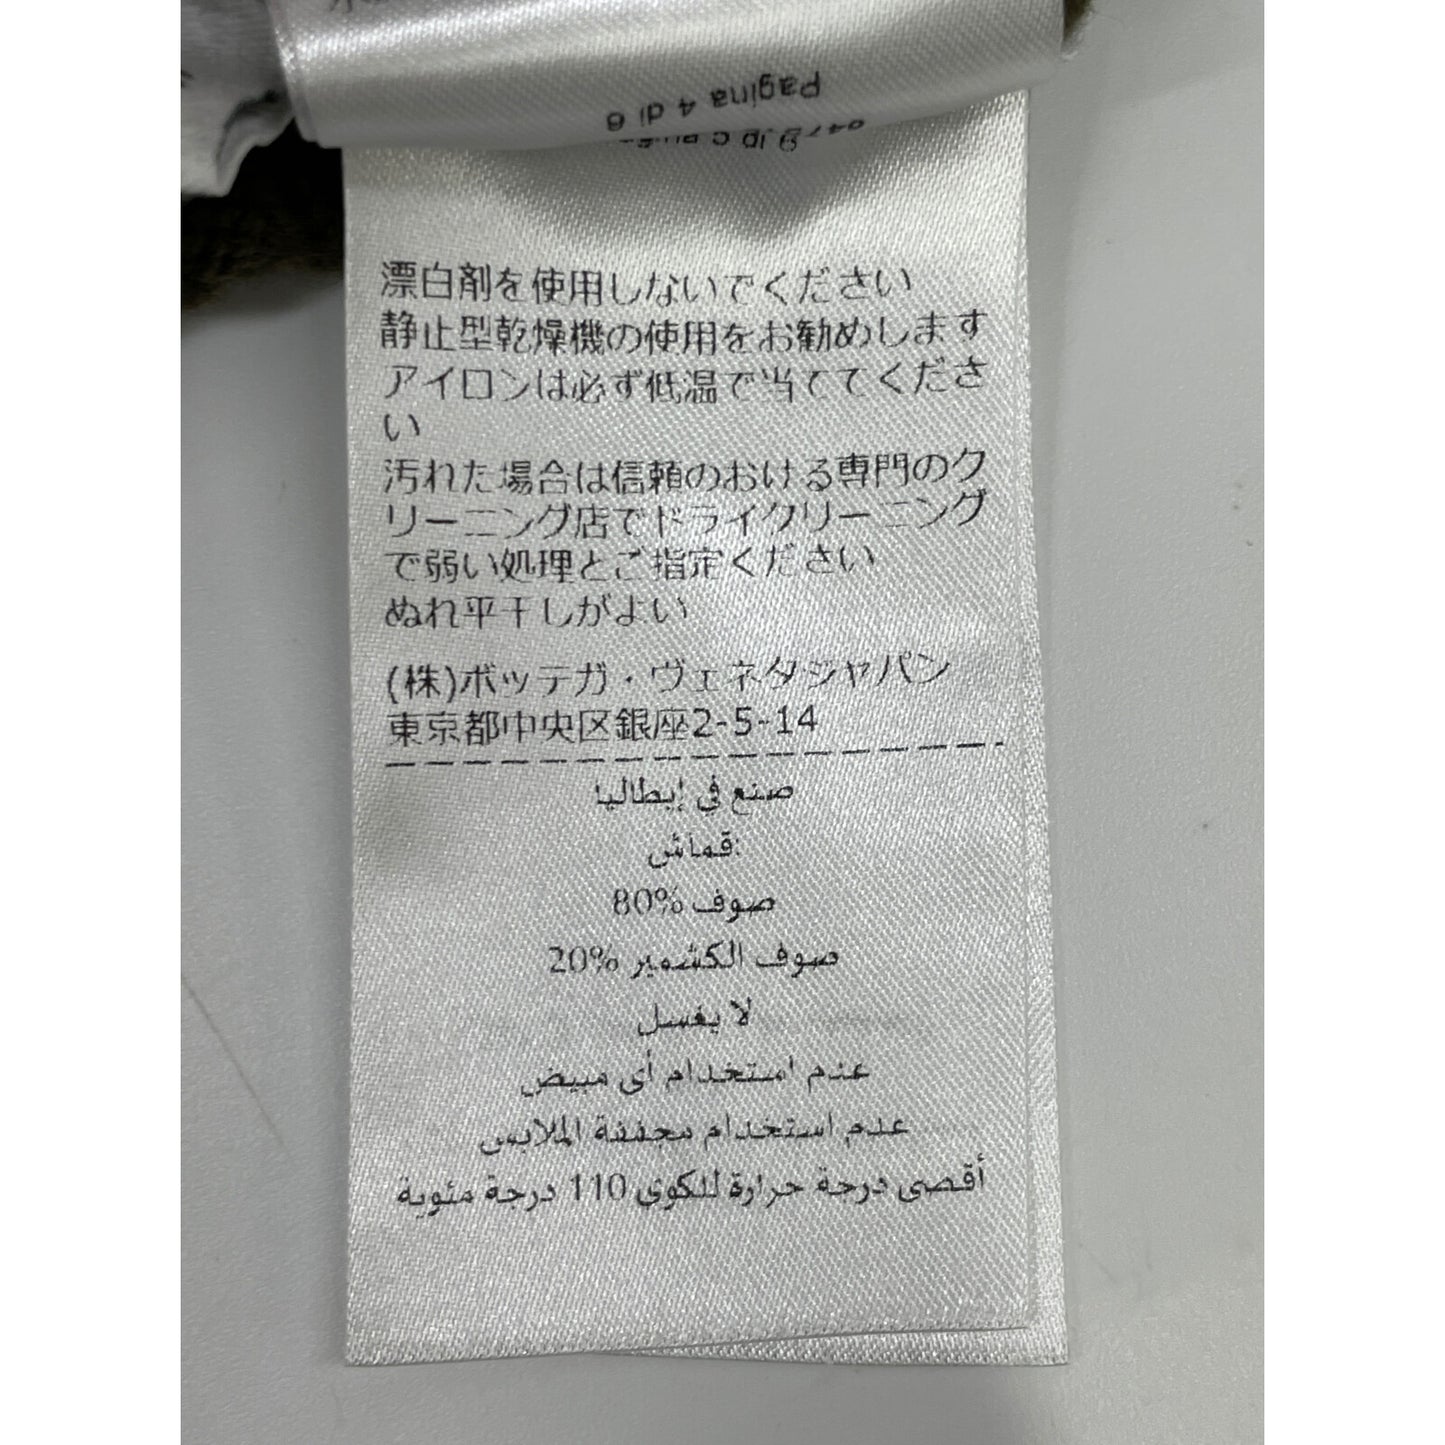 Pagina 4 di 6
漂白剤を使用しないでください
静止型乾燥機の使用をお勧めします
アイロンは必ず低温で当ててくださ
い
汚れた場合は信頼のおける専門のク
リーニング店でドライクリーニング
で弱い処理とご指定ください
ぬれ平干しがよい
(株)ボッテガ・ヴェネタジャパン
東京都中央区銀座2-5-14
صنع في إيطاليا
قماش:
صوف %80
صوف الكشمير %20
لا يغسل
عدم استخدام أى مبيض
عدم استخدام مجففة الملابس
أقصى درجة حرارة للكوى 110 درجة مئوية